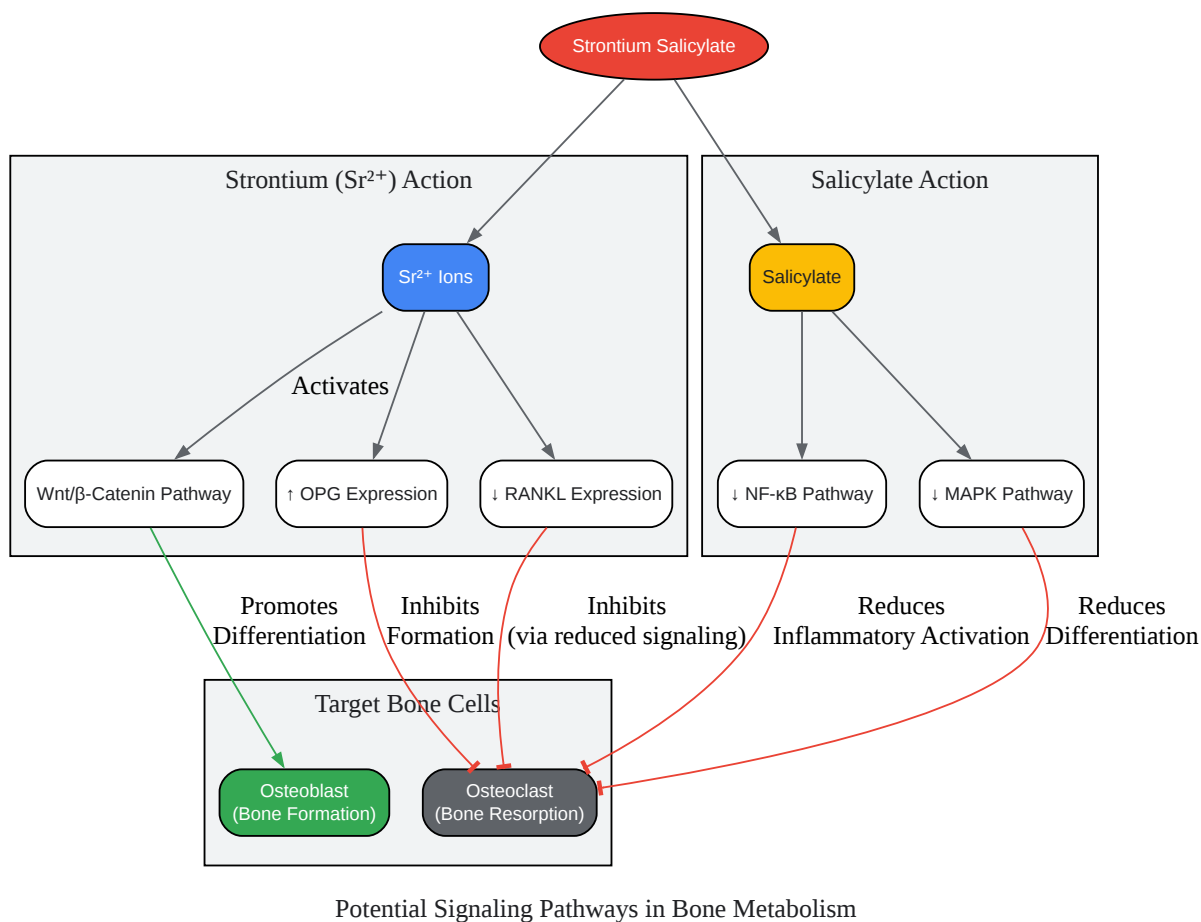 Strontium Salicylate
Strontium (Sr²⁺) Action
Salicylate Action
Sr²⁺ Ions
Salicylate
Activates
Wnt/β-Catenin Pathway
↑ OPG Expression
↓ RANKL Expression
↓ NF-κB Pathway
↓ MAPK Pathway
Promotes
Differentiation
Inhibits
Formation
Inhibits
(via reduced signaling)
Reduces
Inflammatory Activation
Reduces
Differentiation
Target Bone Cells
Osteoblast
(Bone Formation)
Osteoclast
(Bone Resorption)
Potential Signaling Pathways in Bone Metabolism